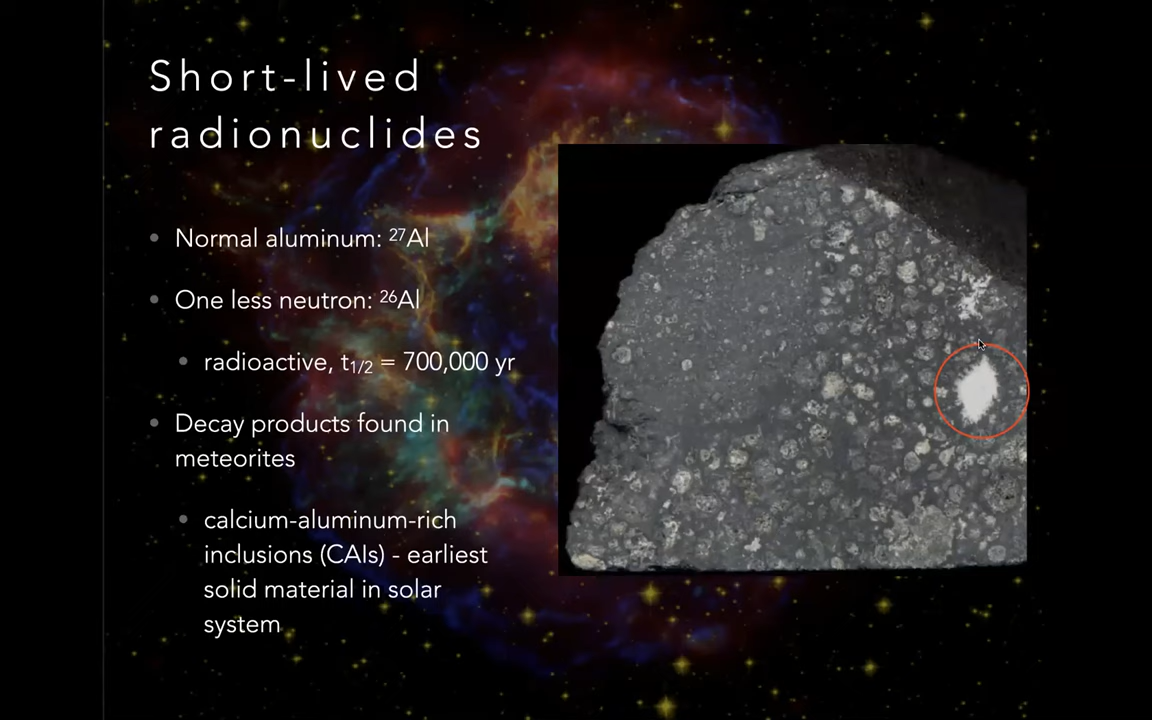 Short-lived
radionuclides
• Normal aluminum: ²⁷Al
• One less neutron: ²⁶Al
• radioactive, t₁/₂ = 700,000 yr
• Decay products found in
meteorites
• calcium-aluminum-rich
inclusions (CAIs) - earliest
solid material in solar
system